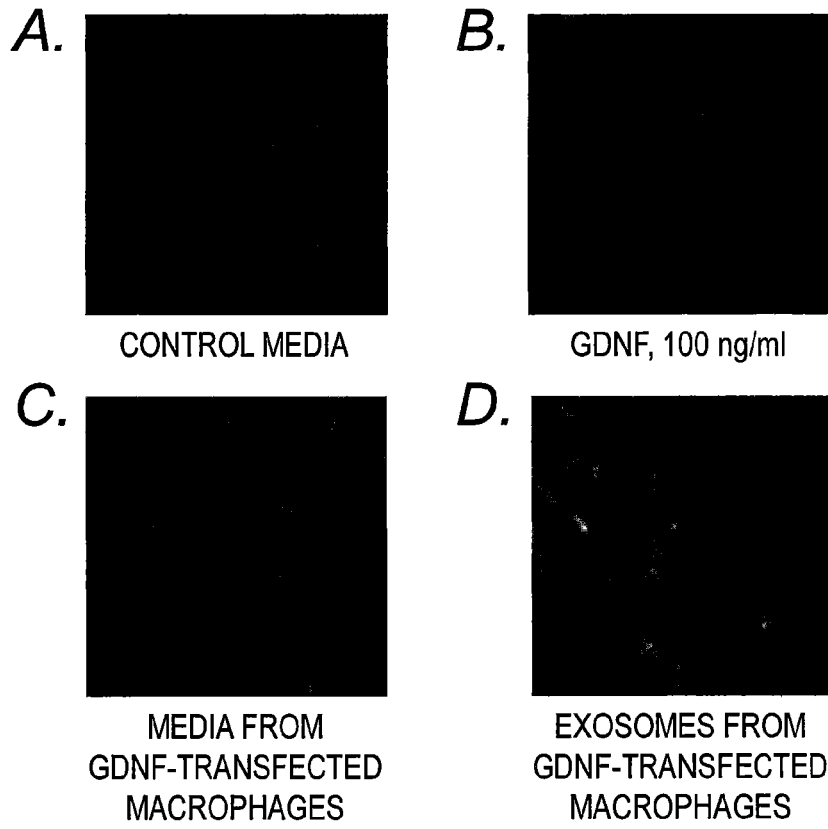 A.
CONTROL MEDIA
B.
GDNF, 100 ng/ml
C.
MEDIA FROM
GDNF-TRANSFECTED
MACROPHAGES
D.
EXOSOMES FROM
GDNF-TRANSFECTED
MACROPHAGES